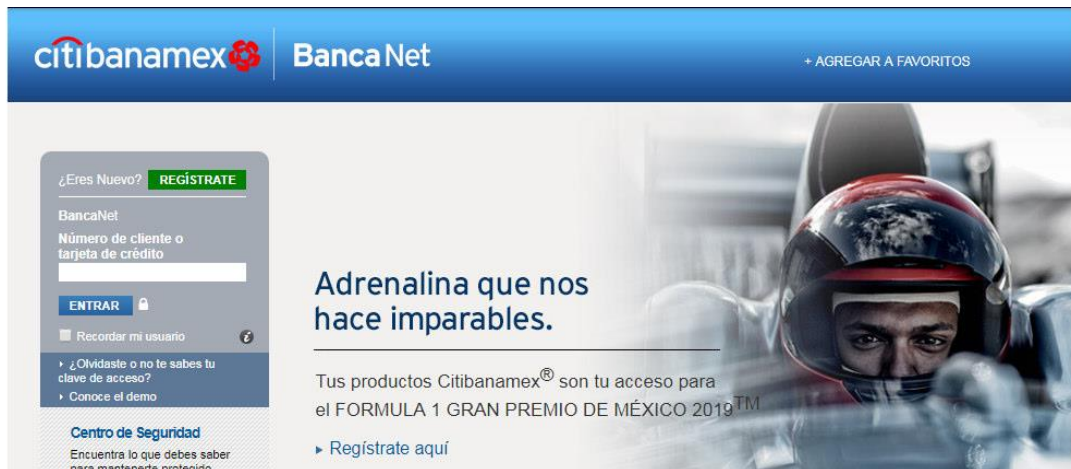 citibanamex BancaNet
+ AGREGAR A FAVORITOS
¿Eres Nuevo? REGÍSTRATE
BancaNet
Número de cliente o
tarjeta de crédito
ENTRAR
Recordar mi usuario
¿Olvidaste o no te sabes tu
clave de acceso?
Conoce el demo
Centro de Seguridad
Encuentra lo que debes saber
para mantenerte protegido
Adrenalina que nos
hace imparables.
Tus productos Citibanamex® son tu acceso para
el FORMULA 1 GRAN PREMIO DE MÉXICO 2019™
Regístrate aquí